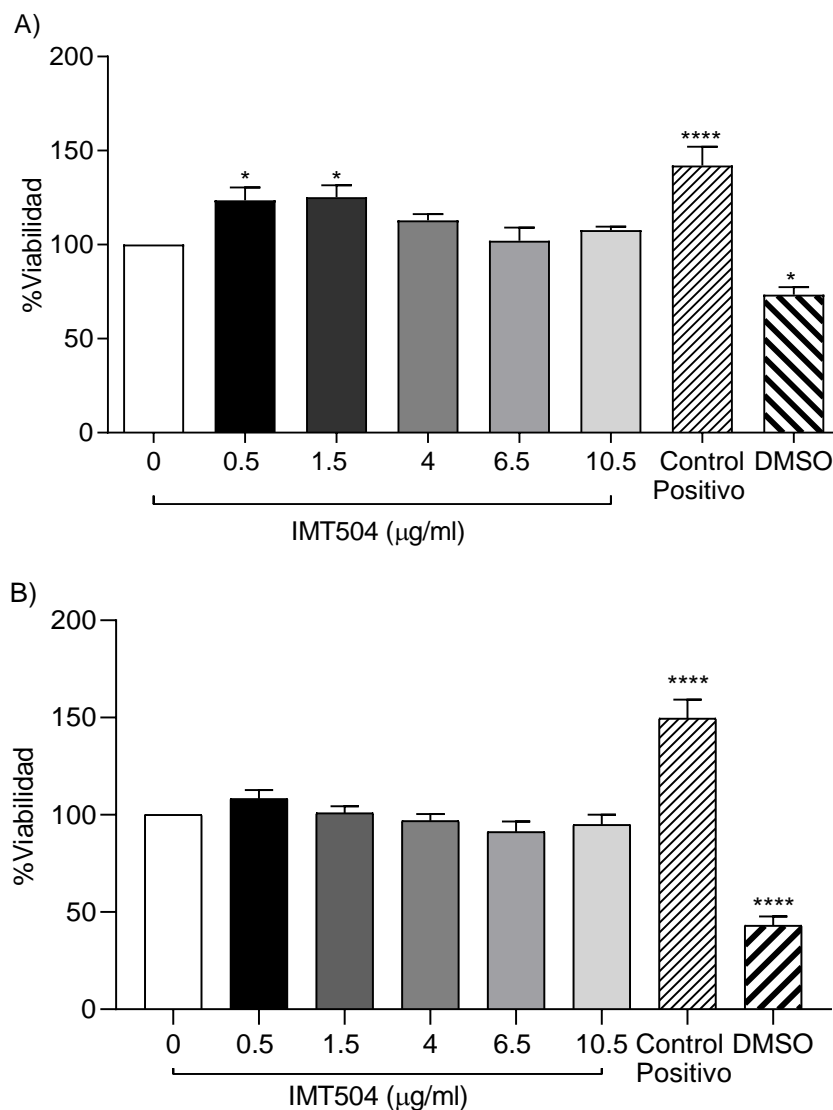 A)
200
150
100
50
0
%Viabilidad
* * **** *
0 0.5 1.5 4 6.5 10.5 Control DMSO
Positivo
IMT504 (μg/ml)
B)
200
150
100
50
0
%Viabilidad
**** ****
0 0.5 1.5 4 6.5 10.5 Control DMSO
Positivo
IMT504 (μg/ml)